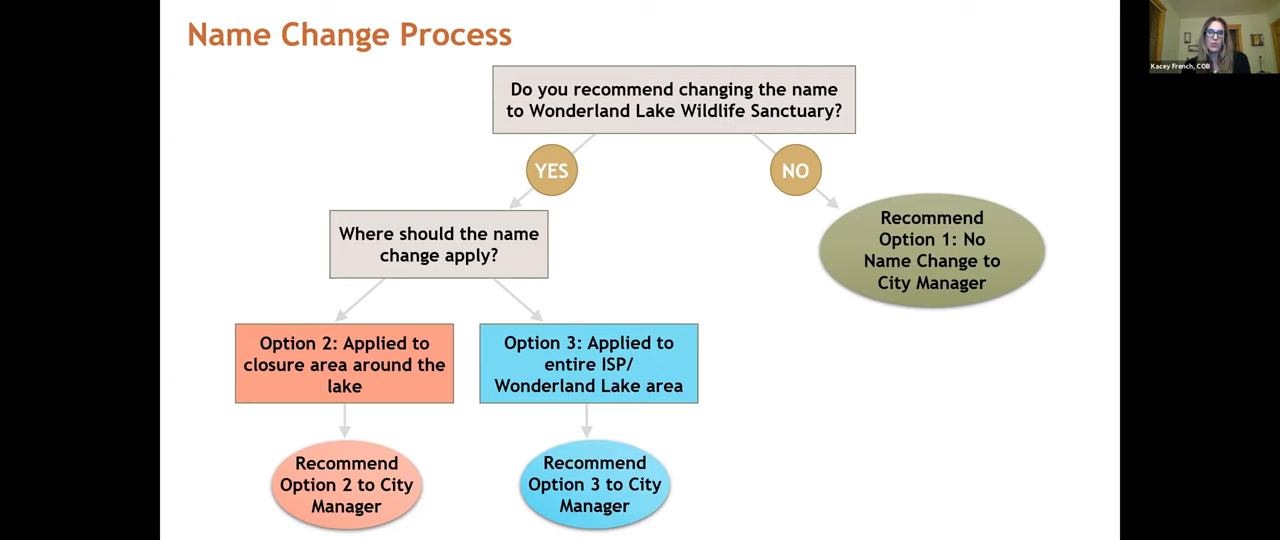 Name Change Process
Kacey French, COB
Do you recommend changing the name
to Wonderland Lake Wildlife Sanctuary?
YES
NO
Where should the name
change apply?
Recommend
Option 1: No
Name Change to
City Manager
Option 2: Applied to
closure area around the
lake
Option 3: Applied to
entire ISP/
Wonderland Lake area
Recommend
Option 2 to City
Manager
Recommend
Option 3 to City
Manager